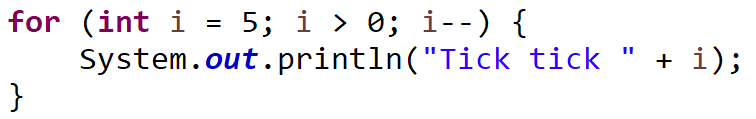 for (int i = 5; i > 0; i--) {
    System.out.println("Tick tick " + i);
}